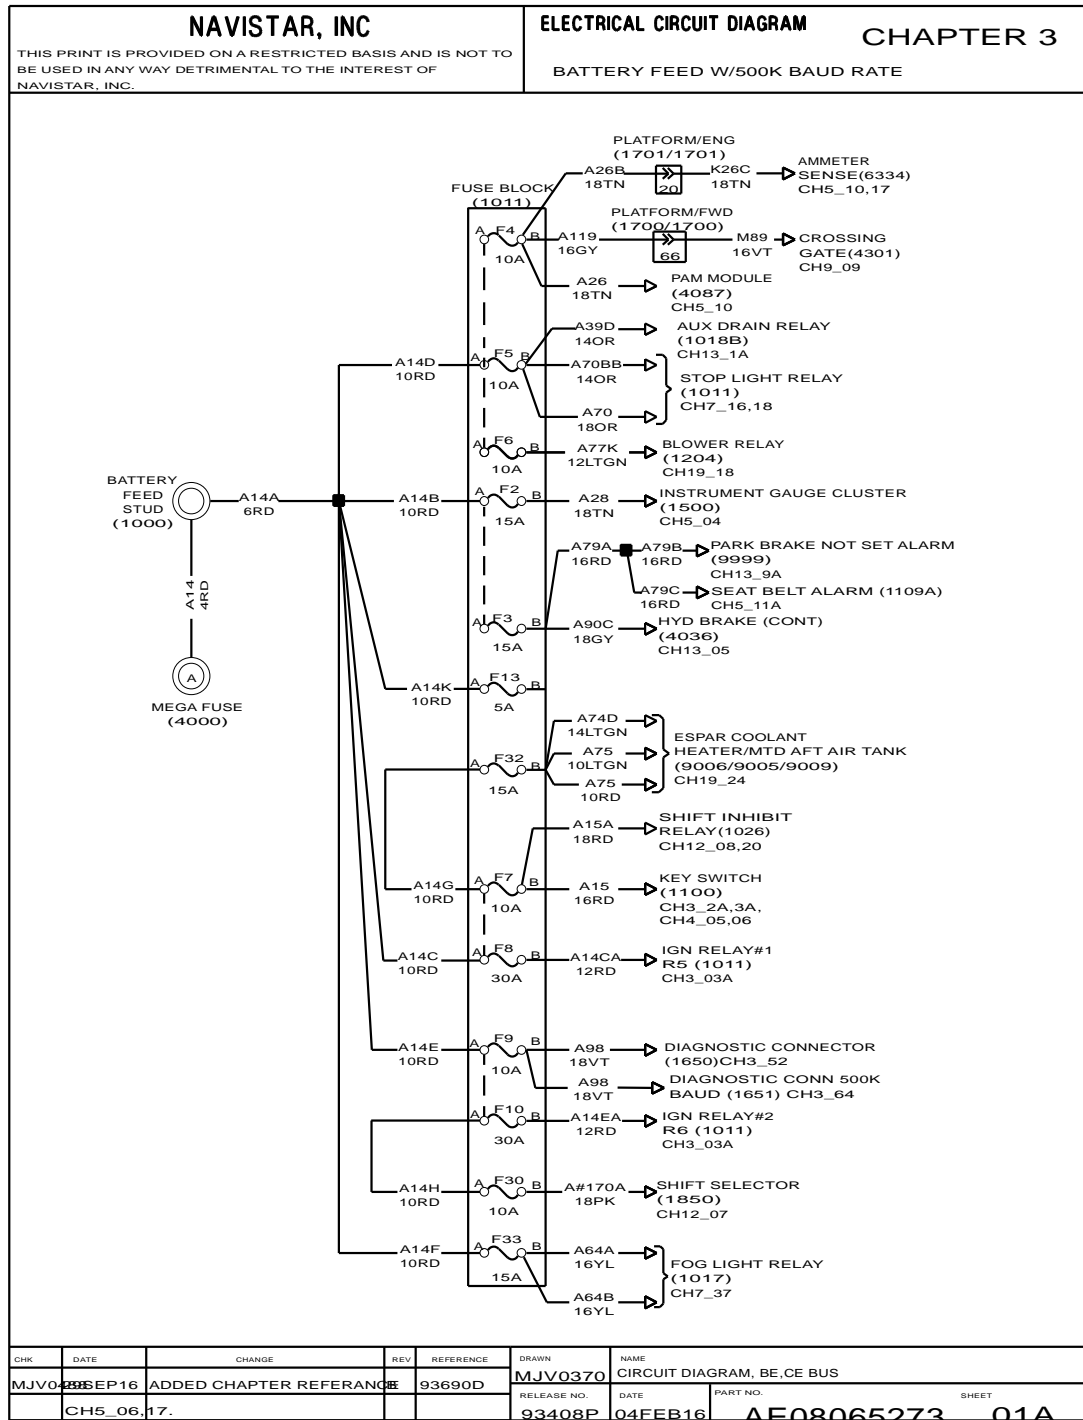 NAVISTAR, INC
THIS PRINT IS PROVIDED ON A RESTRICTED BASIS AND IS NOT TO
BE USED IN ANY WAY DETRIMENTAL TO THE INTEREST OF
NAVISTAR, INC.
ELECTRICAL CIRCUIT DIAGRAM
CHAPTER 3
BATTERY FEED W/500K BAUD RATE
PLATFORM/ENG
(1701/1701)
A26B
18TN
20
K26C
18TN
AMMETER
SENSE(6334)
CH5_10,17
FUSE BLOCK
(1011)
PLATFORM/FWD
(1700/1700)
A F4 B
10A
A119
16GY
66
M89
16VT
CROSSING
GATE(4301)
CH9_09
A26
18TN
PAM MODULE
(4087)
CH5_10
A39D
14OR
AUX DRAIN RELAY
(1018B)
CH13_1A
A14D
10RD
A F5 B
10A
A70BB
14OR
STOP LIGHT RELAY
(1011)
CH7_16,18
A70
18OR
A F6 B
10A
A77K
12LTGN
BLOWER RELAY
(1204)
CH19_18
BATTERY
FEED
STUD
(1000)
A14A
6RD
A14B
10RD
A F2 B
15A
A28
18TN
INSTRUMENT GAUGE CLUSTER
(1500)
CH5_04
A79A
16RD
A79B
16RD
PARK BRAKE NOT SET ALARM
(9999)
CH13_9A
A79C
16RD
SEAT BELT ALARM (1109A)
CH5_11A
A14
4RD
A F3 B
15A
A90C
18GY
HYD BRAKE (CONT)
(4036)
CH13_05
A
MEGA FUSE
(4000)
A14K
10RD
A F13 B
5A
A74D
14LTGN
A F32 B
15A
A75
10LTGN
A75
10RD
ESPAR COOLANT
HEATER/MTD AFT AIR TANK
(9006/9005/9009)
CH19_24
A15A
18RD
SHIFT INHIBIT
RELAY(1026)
CH12_08,20
A14G
10RD
A F7 B
10A
A15
16RD
KEY SWITCH
(1100)
CH3_2A,3A,
CH4_05,06
A14C
10RD
A F8 B
30A
A14CA
12RD
IGN RELAY#1
R5 (1011)
CH3_03A
A14E
10RD
A F9 B
10A
A98
18VT
DIAGNOSTIC CONNECTOR
(1650)CH3_52
A98
18VT
DIAGNOSTIC CONN 500K
BAUD (1651) CH3_64
A F10 B
30A
A14EA
12RD
IGN RELAY#2
R6 (1011)
CH3_03A
A14H
10RD
A F30 B
10A
A#170A
18PK
SHIFT SELECTOR
(1850)
CH12_07
A14F
10RD
A F33 B
15A
A64A
16YL
A64B
16YL
FOG LIGHT RELAY
(1017)
CH7_37
CHK DATE CHANGE REV REFERENCE
ADDED CHAPTER REFERANCE 93690D
CH5_06,17.
DRAWN
MJV0370
NAME
CIRCUIT DIAGRAM, BE,CE BUS
RELEASE NO.
93408P
DATE
04FEB16
PART NO.
AE08065273
SHEET
01A